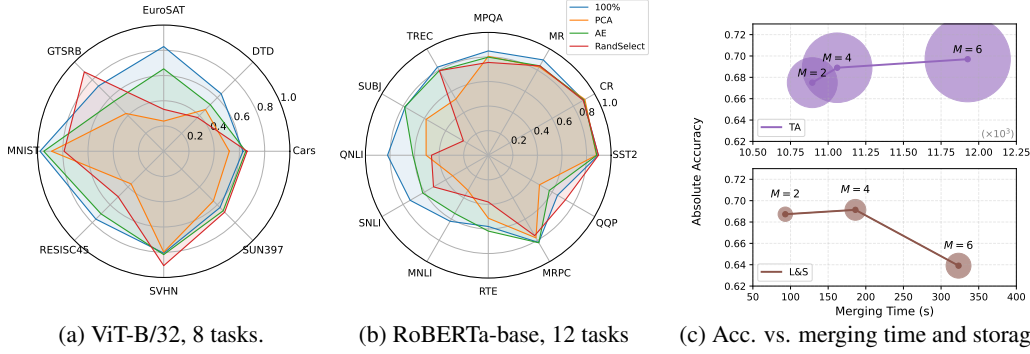 EuroSAT
GTSRB
DTD
MNIST
Cars
RESISC45
SUN397
SVHN
0.2
0.4
0.6
0.8
1.0
(a) ViT-B/32, 8 tasks.
100%
PCA
AE
RandSelect
MPQA
TREC
MR
SUBJ
CR
QNLI
SST2
SNLI
QQP
MNLI
MRPC
RTE
0.2
0.4
0.6
0.8
1.0
(b) RoBERTa-base, 12 tasks
Absolute Accuracy
0.72
0.70
0.68
0.66
0.64
0.62
M = 2
M = 4
M = 6
TA
(×10³)
10.50 10.75 11.00 11.25 11.50 11.75 12.00 12.25
0.72
0.70
0.68
0.66
0.64
0.62
M = 2
M = 4
M = 6
L&S
50 100 150 200 250 300 350 400
Merging Time (s)
(c) Acc. vs. merging time and storag